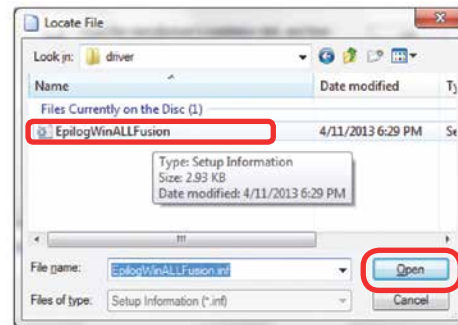 Locate File
Look in: driver
Name Date modified Ty
Files Currently on the Disc (1)
EpilogWinALLFusion 4/11/2013 6:29 PM Se
Type: Setup Information
Size: 2.93 KB
Date modified: 4/11/2013 6:29 PM
File name: EpilogWinALLFusion.inf Open
Files of type: Setup Information (*.inf) Cancel